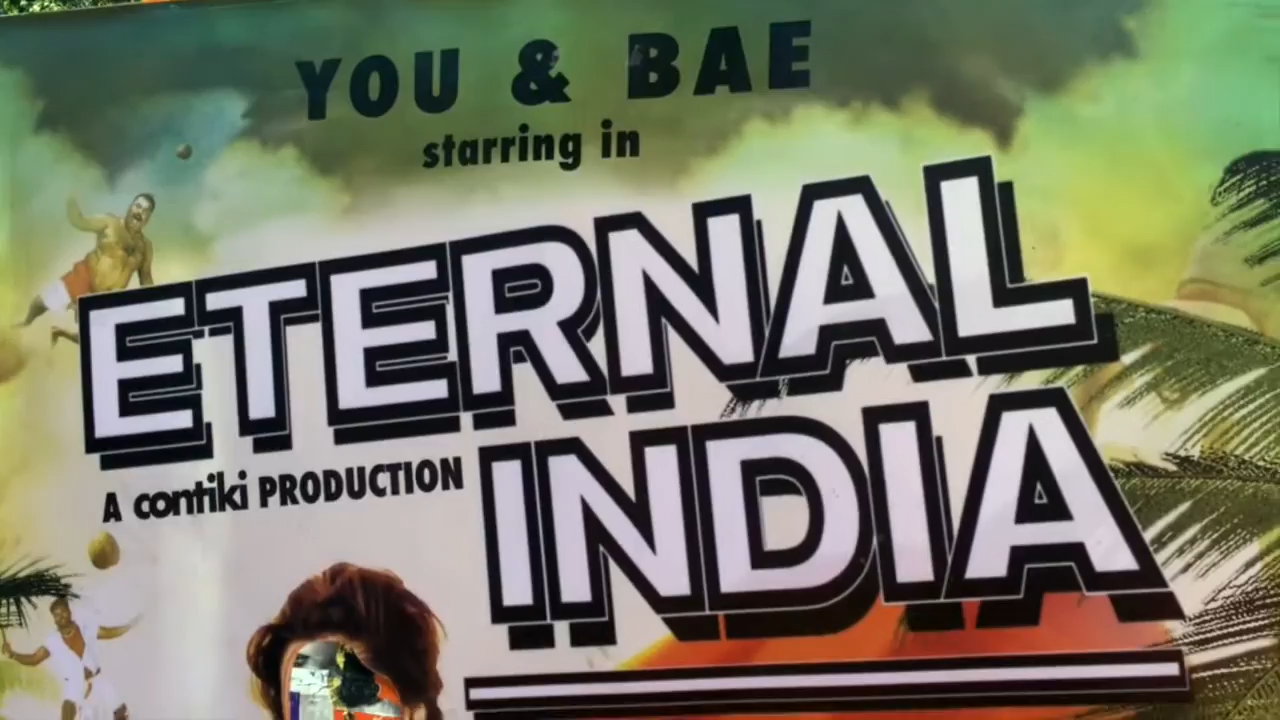 YOU & BAE
starring in
ETERNAL
INDIA
A contiki PRODUCTION